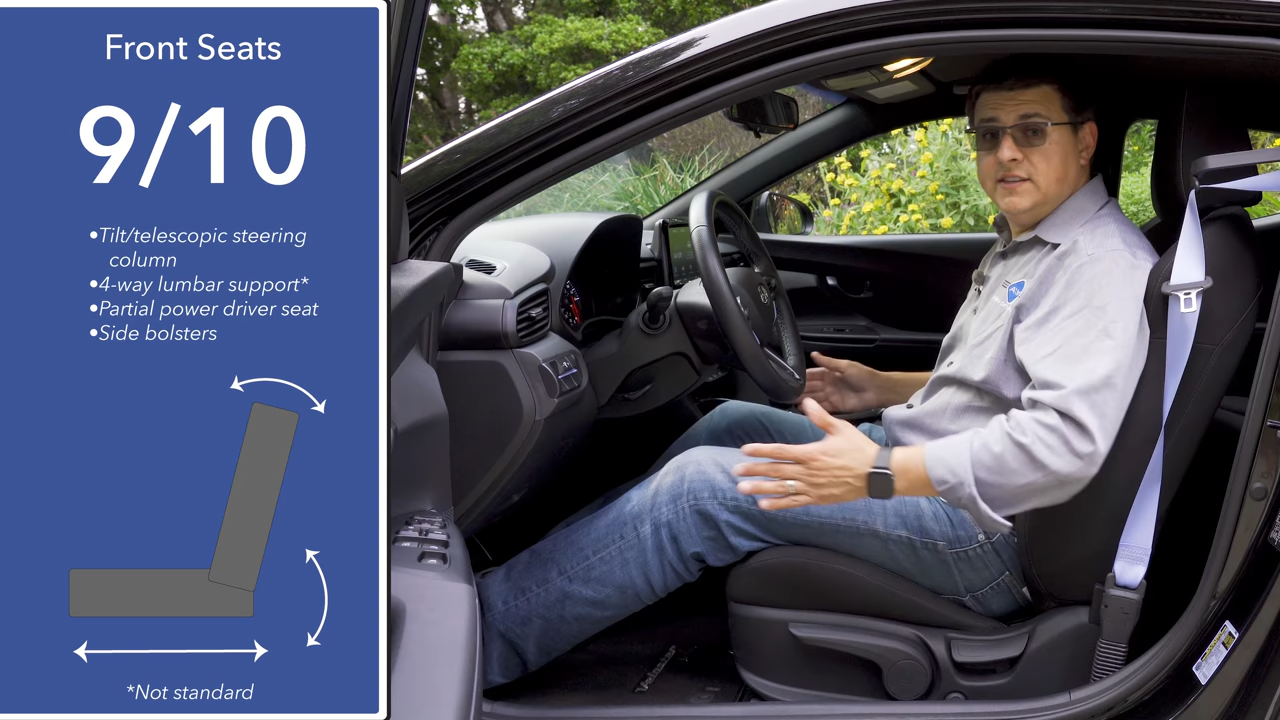 Front Seats
9/10
•Tilt/telescopic steering
column
•4-way lumbar support*
•Partial power driver seat
•Side bolsters
*Not standard
Veloster